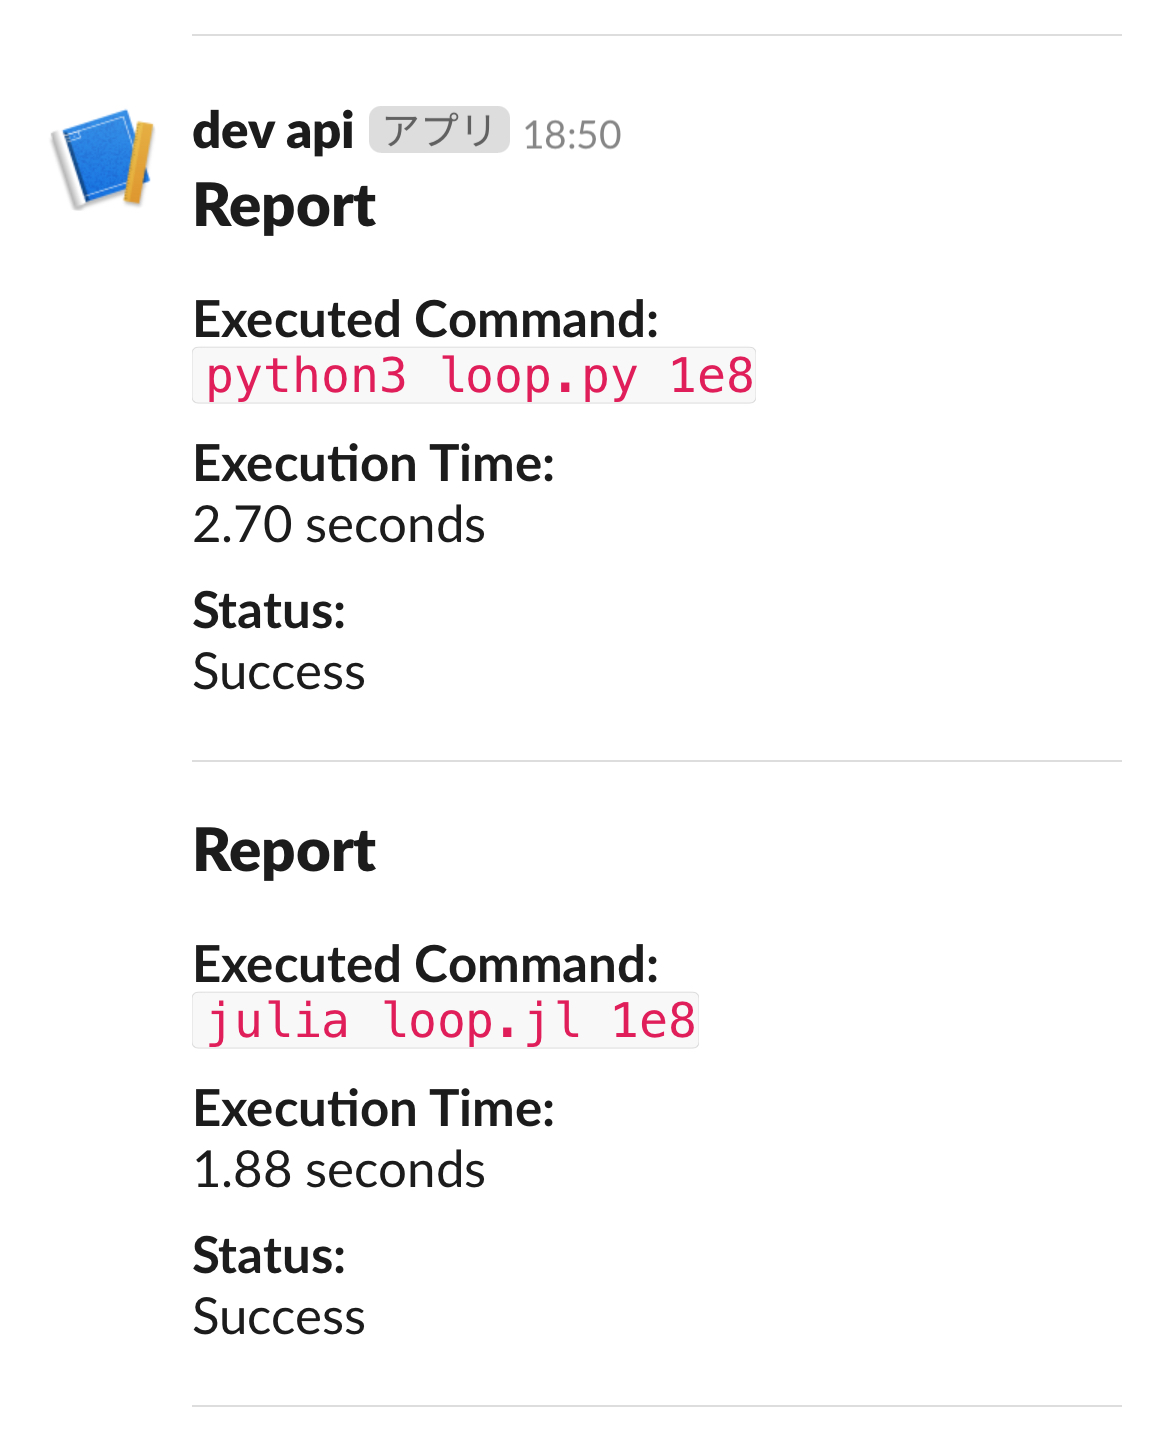 dev api アプリ 18:50
Report
Executed Command:
python3 loop.py 1e8
Execution Time:
2.70 seconds
Status:
Success
Report
Executed Command:
julia loop.jl 1e8
Execution Time:
1.88 seconds
Status:
Success